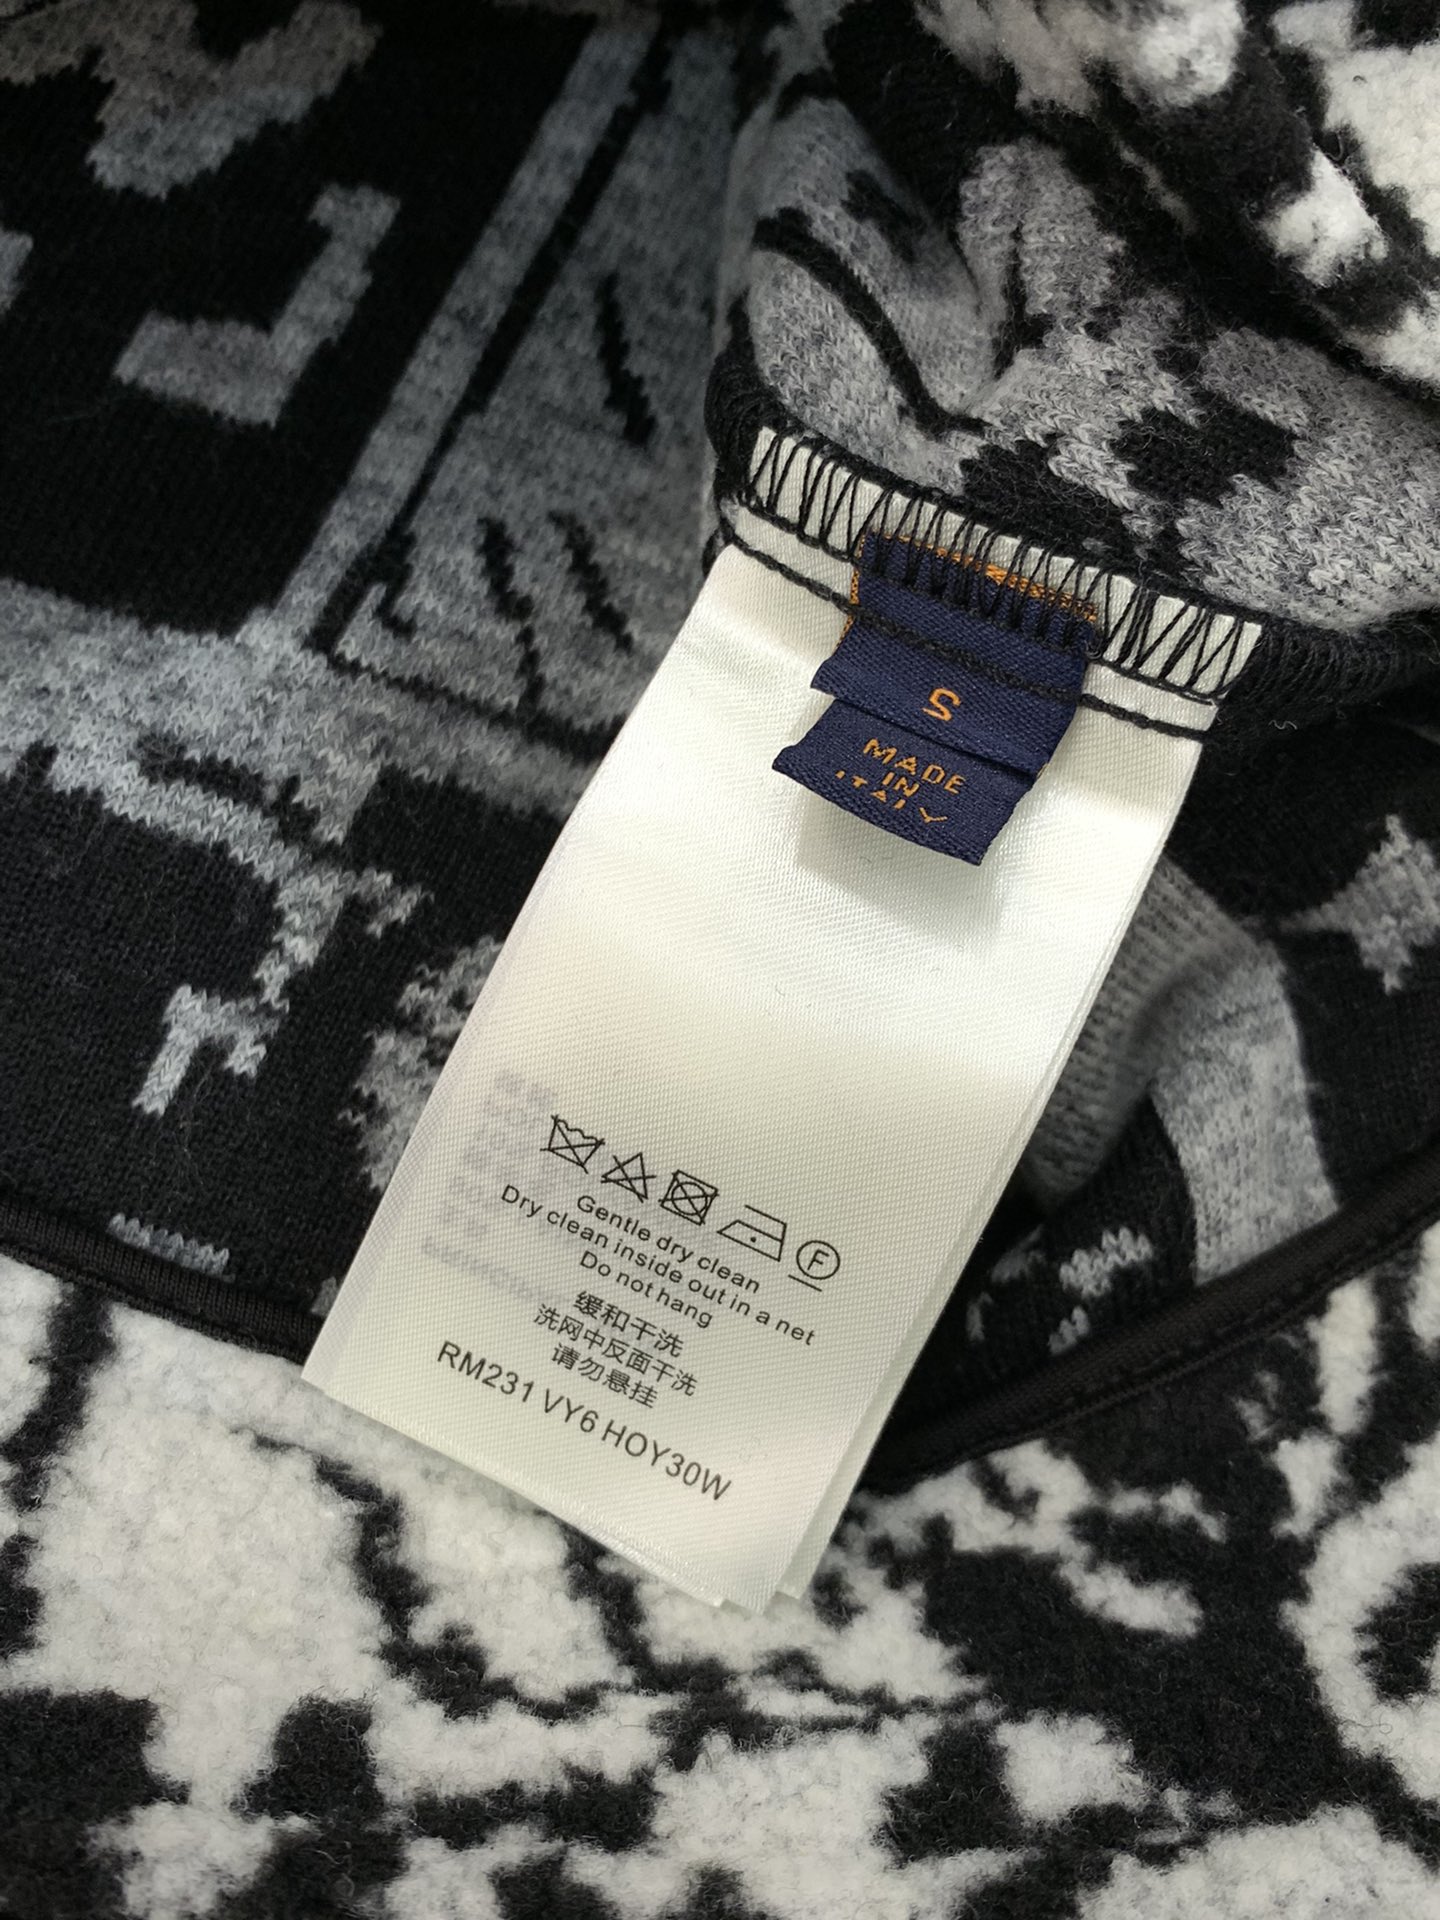 S
MADE
IN
ITALY
Gentle dry clean
Dry clean inside out in a net
Do not hang
缓和干洗
洗网中反面干洗
请勿悬挂
RM231 VY6 HOY30W
F